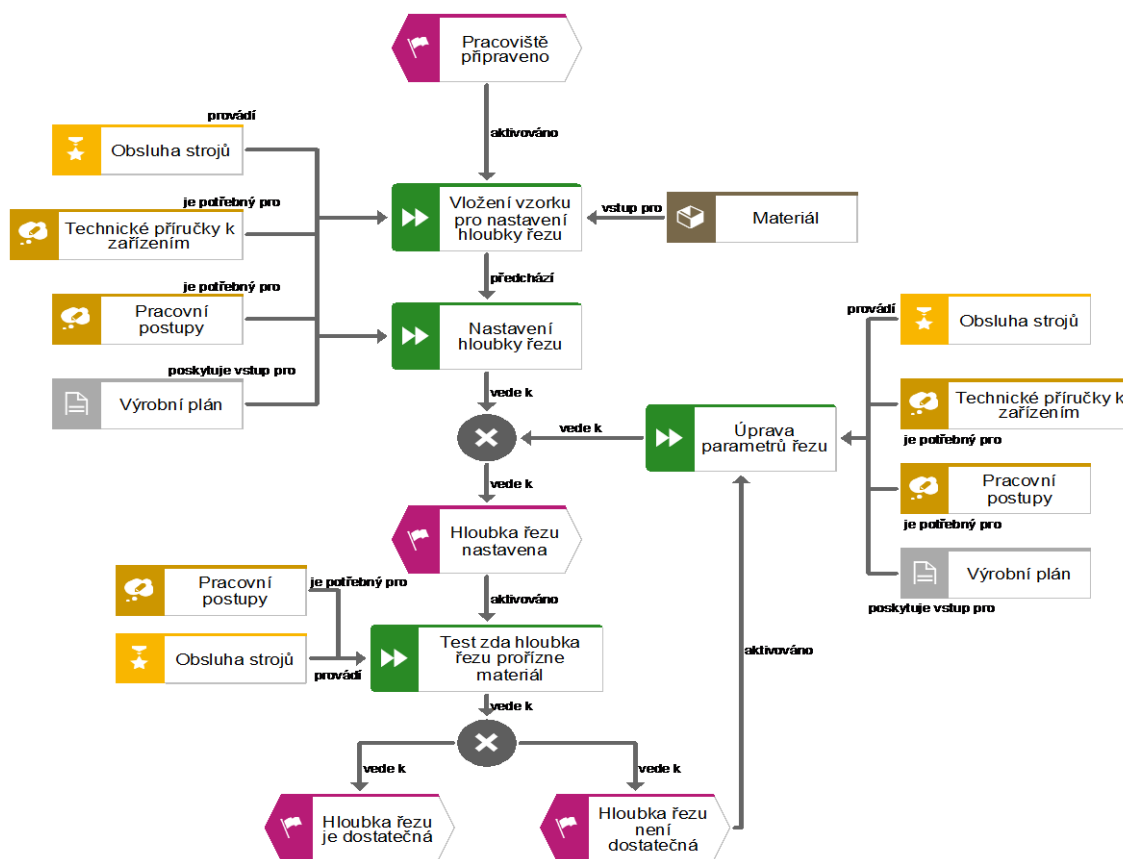 Pracoviště
připraveno
aktivováno
provádí
Obsluha strojů
je potřebný pro
Technické příručky k
zařízením
je potřebný pro
Pracovní
postupy
poskytuje vstup pro
Výrobní plán
Vložení vzorku
pro nastavení
hloubky řezu
vstup pro
Materiál
předchází
Nastavení
hloubky řezu
vede k
vede k
Úprava
parametrů řezu
provádí
Obsluha strojů
Technické příručky k
zařízením
je potřebný pro
Pracovní
postupy
je potřebný pro
Výrobní plán
poskytuje vstup pro
vede k
Hloubka řezu
nastavena
aktivováno
Pracovní
postupy
je potřebný pro
Obsluha strojů
provádí
Test zda hloubka
řezu prořízne
materiál
aktivováno
vede k
vede k
vede k
Hloubka řezu
je dostatečná
Hloubka řezu
není
dostatečná